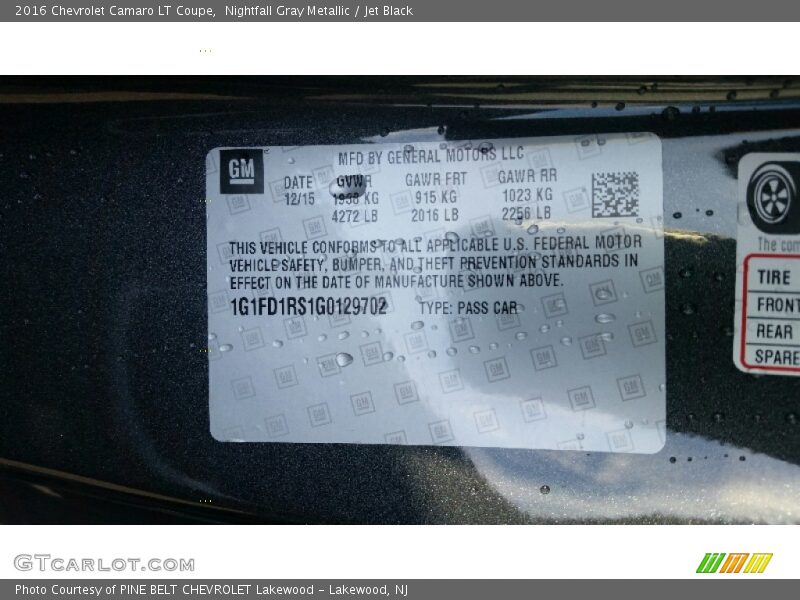 2016 Chevrolet Camaro LT Coupe, Nightfall Gray Metallic / Jet Black
GM
MFD BY GENERAL MOTORS LLC
DATE GVWR GAWR FRT GAWR RR
12/15 1938 KG 915 KG 1023 KG
4272 LB 2016 LB 2256 LB
THIS VEHICLE CONFORMS TO ALL APPLICABLE U.S. FEDERAL MOTOR
VEHICLE SAFETY, BUMPER, AND THEFT PREVENTION STANDARDS IN
EFFECT ON THE DATE OF MANUFACTURE SHOWN ABOVE.
1G1FD1RS1G0129702 TYPE: PASS CAR
The com
TIRE
FRONT
REAR
SPARE
GTcarlot.com
Photo Courtesy of PINE BELT CHEVROLET Lakewood - Lakewood, NJ